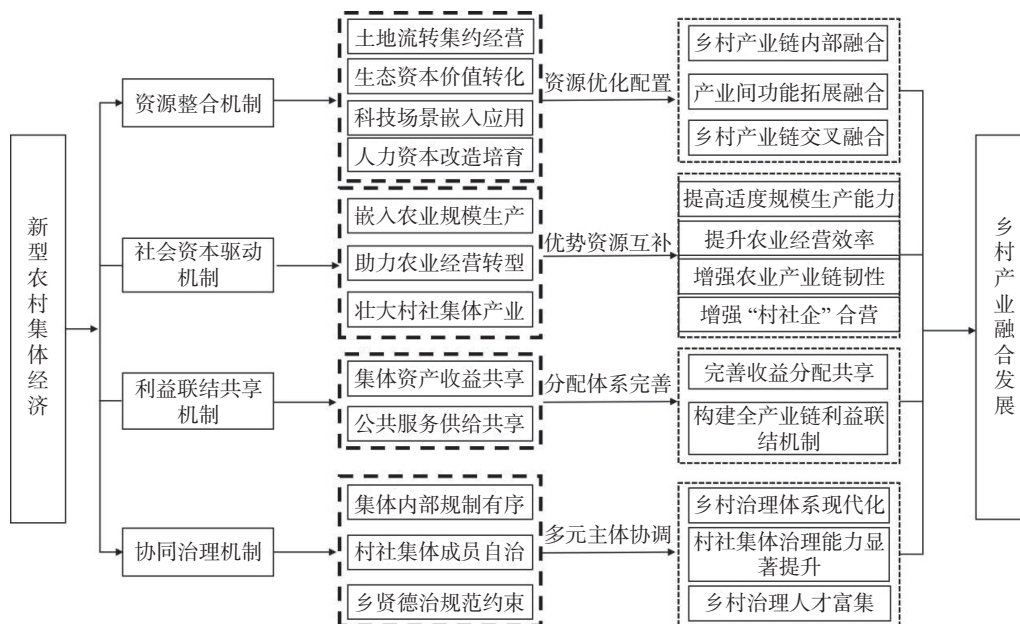 新型农村集体经济
资源整合机制
土地流转集约经营
生态资本价值转化
科技场景嵌入应用
人力资本改造培育
资源优化配置
乡村产业链内部融合
产业间功能拓展融合
乡村产业链交叉融合
社会资本驱动
机制
嵌入农业规模生产
助力农业经营转型
壮大村社集体产业
优势资源互补
提高适度规模生产能力
提升农业经营效率
增强农业产业链韧性
增强“村社企”合营
利益联结共享
机制
集体资产收益共享
公共服务供给共享
分配体系完善
完善收益分配共享
构建全产业链利益联
结机制
协同治理机制
集体内部规制有序
村社集体成员自治
乡贤德治规范约束
多元主体协调
乡村治理体系现代化
村社集体治理能力显
著提升
乡村治理人才富集
乡村产业融合发展